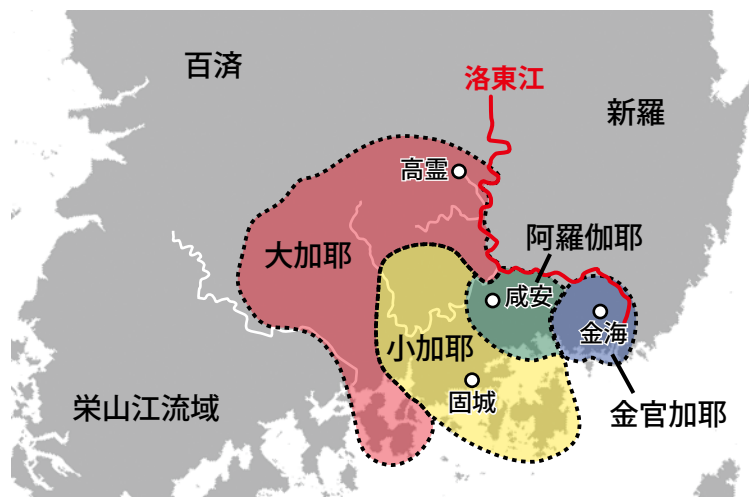 百済
洛東江
新羅
高霊
阿羅伽耶
大加耶
咸安
金海
小加耶
固城
栄山江流域
金官加耶